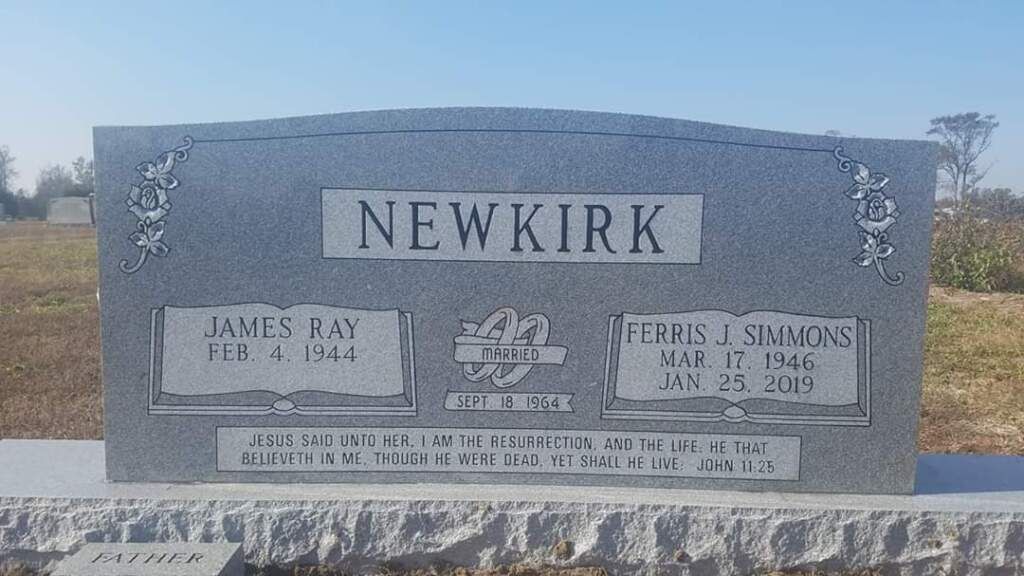 NEWKIRK
JAMES RAY
FEB. 4, 1944
MARRIED
SEPT. 18 1964
FERRIS J. SIMMONS
MAR. 17, 1946
JAN. 25, 2019
JESUS SAID UNTO HER, I AM THE RESURRECTION, AND THE LIFE: HE THAT
BELIEVETH IN ME, THOUGH HE WERE DEAD, YET SHALL HE LIVE: JOHN 11:25
FATHER